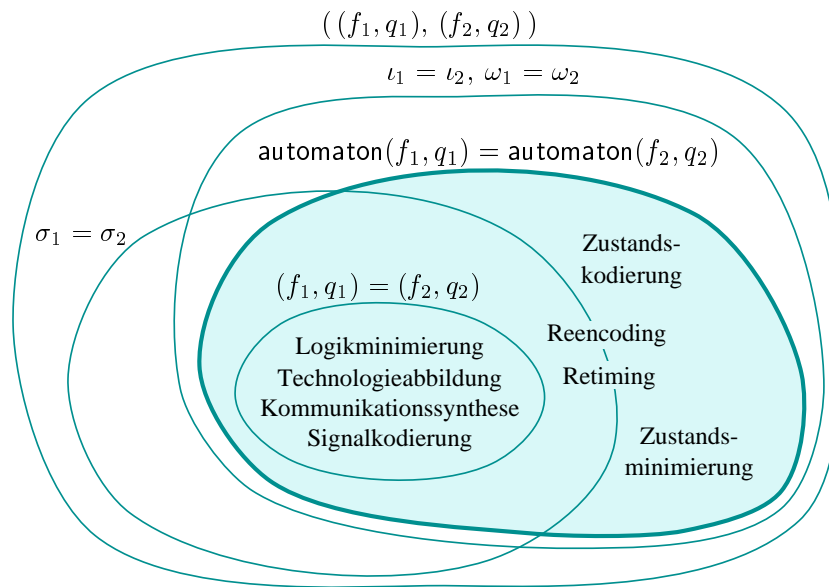 ( (f₁, q₁), (f₂, q₂) )
ι₁ = ι₂, ω₁ = ω₂
automaton(f₁, q₁) = automaton(f₂, q₂)
σ₁ = σ₂
Zustands-
kodierung
(f₁, q₁) = (f₂, q₂)
Reencoding
Logikminimierung
Retiming
Technologieabbildung
Kommunikationssynthese
Signalkodierung
Zustands-
minimierung